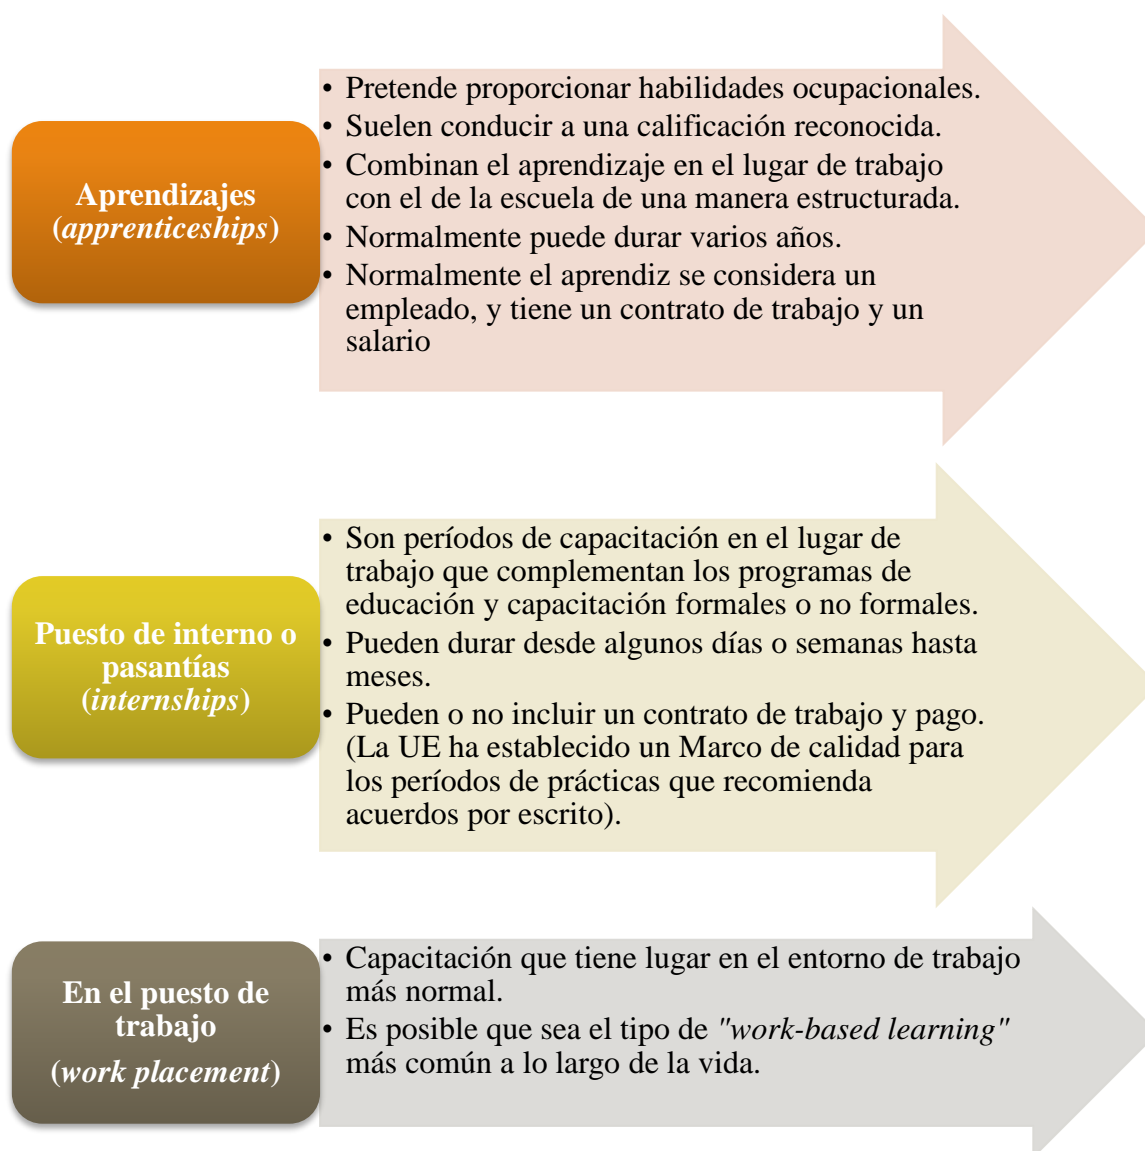 Aprendizajes
(apprenticeships)
• Pretende proporcionar habilidades ocupacionales.
• Suelen conducir a una calificación reconocida.
• Combinan el aprendizaje en el lugar de trabajo
con el de la escuela de una manera estructurada.
• Normalmente puede durar varios años.
• Normalmente el aprendiz se considera un
empleado, y tiene un contrato de trabajo y un
salario
Puesto de interno o
pasantías
(internships)
• Son períodos de capacitación en el lugar de
trabajo que complementan los programas de
educación y capacitación formales o no formales.
• Pueden durar desde algunos días o semanas hasta
meses.
• Pueden o no incluir un contrato de trabajo y pago.
(La UE ha establecido un Marco de calidad para
los períodos de prácticas que recomienda
acuerdos por escrito).
En el puesto de
trabajo
(work placement)
• Capacitación que tiene lugar en el entorno de trabajo
más normal.
• Es posible que sea el tipo de "work-based learning"
más común a lo largo de la vida.